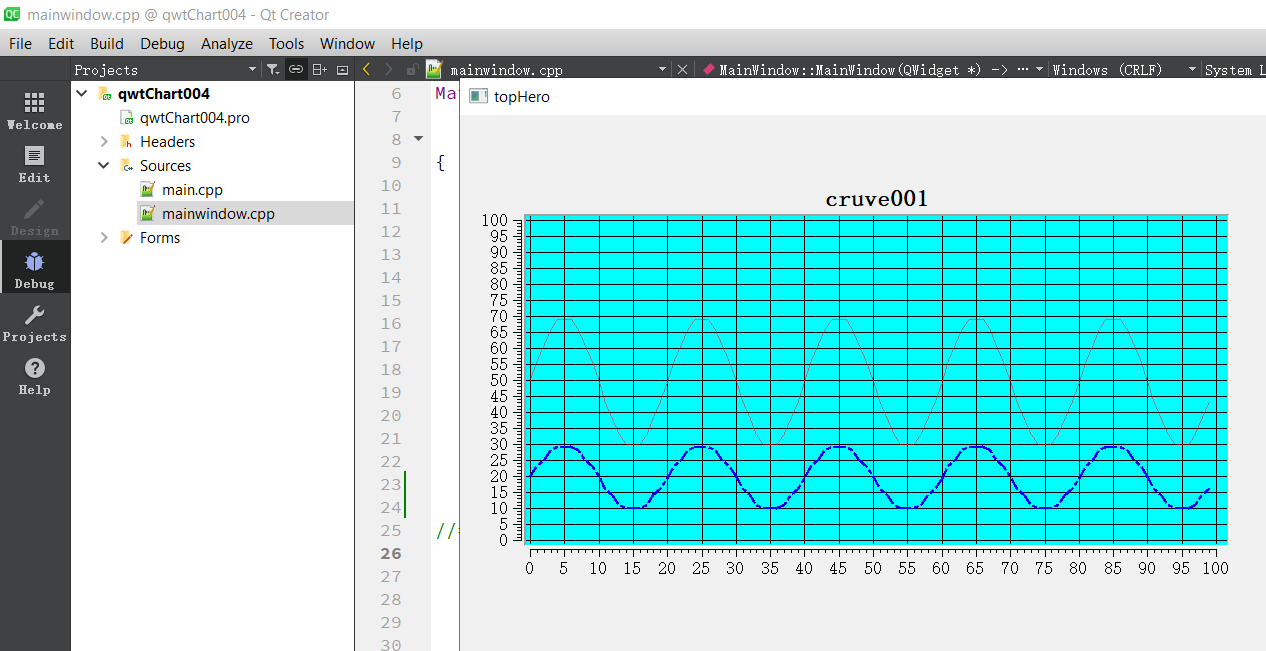 mainwindow.cpp @ qwtChart004 - Qt Creator
File Edit Build Debug Analyze Tools Window Help
Projects
mainwindow.cpp
MainWindow::MainWindow(QWidget *) -> ...
Windows (CRLF)
System L
Welcome
Edit
Design
Debug
Projects
Help
qwtChart004
qwtChart004.pro
Headers
Sources
main.cpp
mainwindow.cpp
Forms
6 Ma
7
8
9 {
10
11
12
13
14
15
16
17
18
19
20
21
22
23
24
25 //
26
27
28
29
30
topHero
cruve001
100
95
90
85
80
75
70
65
60
55
50
45
40
35
30
25
20
15
10
5
0
0 5 10 15 20 25 30 35 40 45 50 55 60 65 70 75 80 85 90 95 100